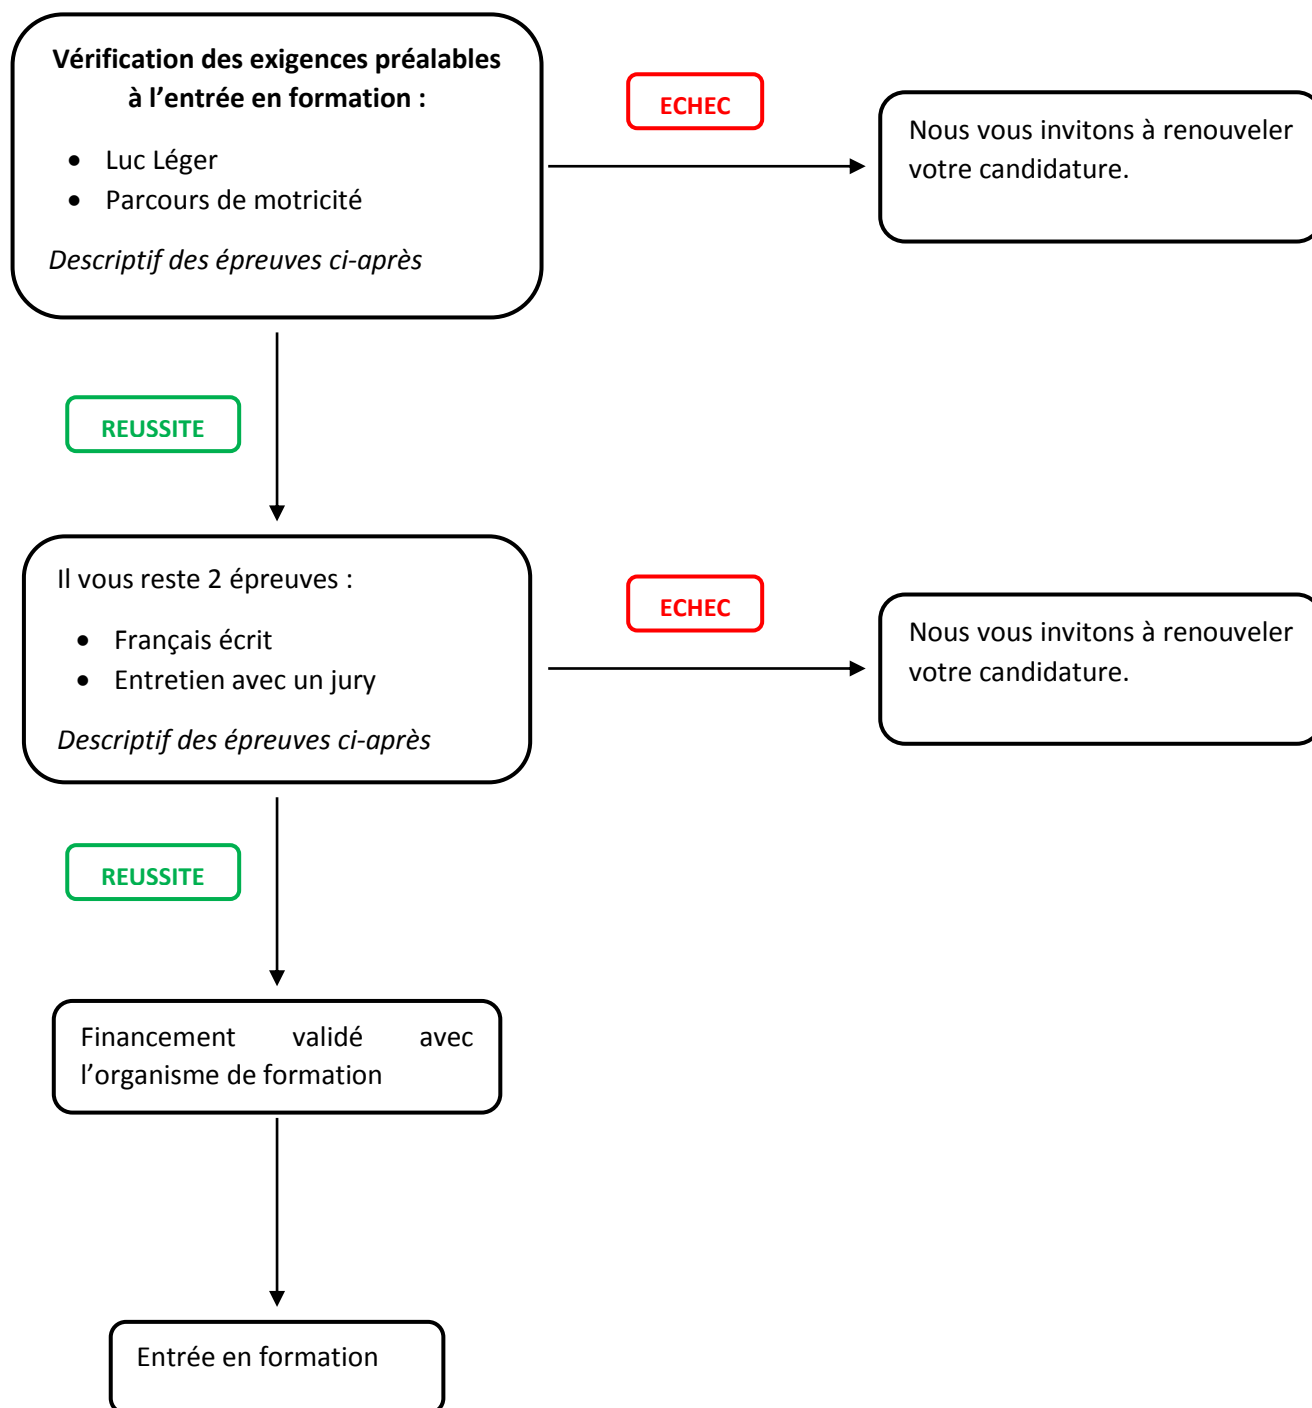 Vérification des exigences préalables
à l’entrée en formation :
• Luc Léger
• Parcours de motricité
Descriptif des épreuves ci-après
ECHEC
Nous vous invitons à renouveler
votre candidature.
REUSSITE
Il vous reste 2 épreuves :
• Français écrit
• Entretien avec un jury
Descriptif des épreuves ci-après
ECHEC
Nous vous invitons à renouveler
votre candidature.
REUSSITE
Financement validé avec
l’organisme de formation
Entrée en formation